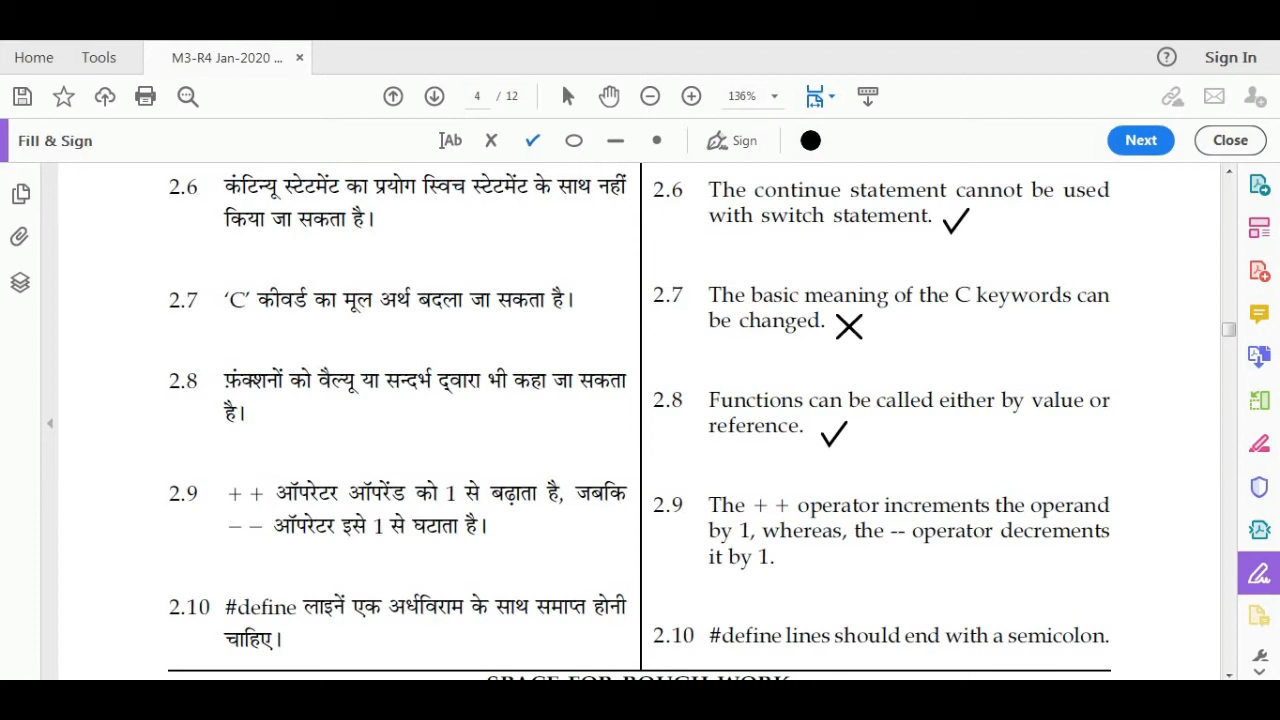 Home
Tools
M3-R4 Jan-2020 ...
Sign In
4 / 12
136%
Fill & Sign
Ab
Sign
Next
Close
2.6 कंटिन्यू स्टेटमेंट का प्रयोग स्विच स्टेटमेंट के साथ नहीं
किया जा सकता है।
2.7 ‘C’ कीवर्ड का मूल अर्थ बदला जा सकता है।
2.8 फ़ंक्शनों को वैल्यू या सन्दर्भ द्वारा भी कहा जा सकता
है।
2.9 + + ऑपरेटर ऑपरेंड को 1 से बढ़ाता है, जबकि
− − ऑपरेटर इसे 1 से घटाता है।
2.10 #define लाइनें एक अर्धविराम के साथ समाप्त होनी
चाहिए।
2.6 The continue statement cannot be used
with switch statement.
2.7 The basic meaning of the C keywords can
be changed.
2.8 Functions can be called either by value or
reference.
2.9 The + + operator increments the operand
by 1, whereas, the -- operator decrements
it by 1.
2.10 #define lines should end with a semicolon.
SPACE FOR ROUGH WORK